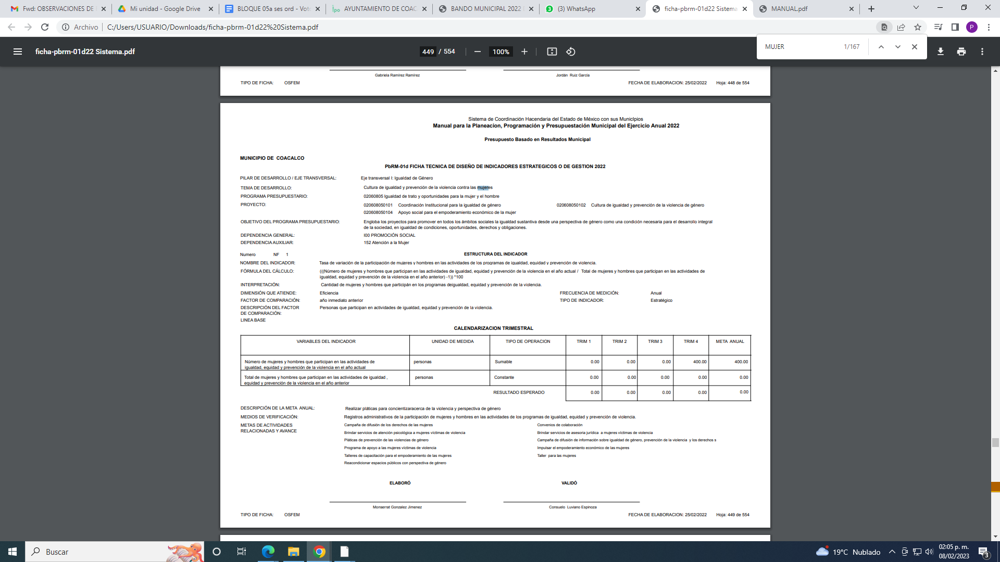 Fwd: OBSERVACIONES DE
Mi unidad - Google Drive
BLOQUE 05a ses ord - Vot
AYUNTAMIENTO DE COAC
BANDO MUNICIPAL 2022
(3) WhatsApp
ficha-pbrm-01d22 Sistema
MANUAL.pdf
Archivo C:/Users/USUARIO/Downloads/ficha-pbrm-01d22%20Sistema.pdf
P
ficha-pbrm-01d22 Sistema.pdf
449 / 554
100%
MUJER 1/167
Gabriela Ramírez Ramírez Jordán Ruiz García
TIPO DE FICHA: OSFEM FECHA DE ELABORACION: 25/02/2022 Hoja: 448 de 554
Sistema de Coordinación Hacendaria del Estado de México con sus Municipios
Manual para la Planeacion, Programación y Presupuestación Municipal del Ejercicio Anual 2022
Presupuesto Basado en Resultados Municipal
MUNICIPIO DE COACALCO
PbRM-01d FICHA TECNICA DE DISEÑO DE INDICADORES ESTRATEGICOS O DE GESTION 2022
PILAR DE DESARROLLO / EJE TRANSVERSAL: Eje transversal I: Igualdad de Género
TEMA DE DESARROLLO: Cultura de igualdad y prevención de la violencia contra las mujeres
PROGRAMA PRESUPUESTARIO: 02060805 Igualdad de trato y oportunidades para la mujer y el hombre
PROYECTO: 020608050101 Coordinación Institucional para la igualdad de género 020608050102 Cultura de igualdad y prevención de la violencia de género
020608050104 Apoyo social para el empoderamiento económico de la mujer
OBJETIVO DEL PROGRAMA PRESUPUESTARIO: Engloba los proyectos para promover en todos los ámbitos sociales la igualdad sustantiva desde una perspectiva de género como una condición necesaria para el desarrollo integral
de la sociedad, en igualdad de condiciones, oportunidades, derechos y obligaciones.
DEPENDENCIA GENERAL: I00 PROMOCIÓN SOCIAL
DEPENDENCIA AUXILIAR: 152 Atención a la Mujer
Numero NF 1 ESTRUCTURA DEL INDICADOR
NOMBRE DEL INDICADOR: Tasa de variación de la participación de mujeres y hombres en las actividades de los programas de igualdad, equidad y prevención de violencia.
FÓRMULA DEL CÁLCULO: (((Número de mujeres y hombres que participan en las actividades de igualdad, equidad y prevención de la violencia en el año actual / Total de mujeres y hombres que participan en las actividades de
igualdad, equidad y prevención de la violencia en el año anterior) -1)) *100
INTERPRETACIÓN: Cantidad de mujeres y hombres que participán en los programas deigualdad, equidad y prevención de la violencia.
DIMENSIÓN QUE ATIENDE: Eficiencia FRECUENCIA DE MEDICIÓN: Anual
FACTOR DE COMPARACIÓN: año inmediato anterior TIPO DE INDICADOR: Estratégico
DESCRIPCIÓN DEL FACTOR Personas que participan en actividades de igualdad, equidad y prevención de la violencia.
DE COMPARACIÓN:
LINEA BASE
CALENDARIZACION TRIMESTRAL
VARIABLES DEL INDICADOR UNIDAD DE MEDIDA TIPO DE OPERACION TRIM 1 TRIM 2 TRIM 3 TRIM 4 META ANUAL
Número de mujeres y hombres que participan en las actividades de personas Sumable 0.00 0.00 0.00 400.00 400.00
igualdad, equidad y prevención de la violencia en el año actual
Total de mujeres y hombres que participan en las actividades de igualdad , personas Constante 0.00 0.00 0.00 0.00 0.00
equidad y prevención de la violencia en el año anterior
RESULTADO ESPERADO 0.00 0.00 0.00 0.00 0.00
DESCRIPCIÓN DE LA META ANUAL: Realizar pláticas para concientizaracerca de la violencia y perspectiva de género
MEDIOS DE VERIFICACIÓN: Registros administrativos de la participación de mujeres y hombres en las actividades de los programas de igualdad, equidad y prevención de violencia.
METAS DE ACTIVIDADES Campaña de difusión de los derechos de las mujeres Convenios de colaboración
RELACIONADAS Y AVANCE Brindar servicios de atención psicológica a mujeres víctimas de violencia Brindar servicios de asesoria jurídica a mujeres víctimas de violencia
Pláticas de prevención de las violencias de género Campaña de difusión de información sobre igualdad de género, prevención de la violencia y los derechos s
Programa de apoyo a las mujeres víctimas de violencia Impulsar el empoderamiento económico de las mujeres
Talleres de capacitación para el empoderamiento de las mujeres Taller para las mujeres
Reacondicionar espacios públicos con perspectiva de género
ELABORÓ VALIDÓ
Monserrat Gonzalez Jimenez Consuelo Luviano Espinoza
TIPO DE FICHA: OSFEM FECHA DE ELABORACION: 25/02/2022 Hoja: 449 de 554
Buscar
19°C Nublado
02:05 p. m.
08/02/2023
3